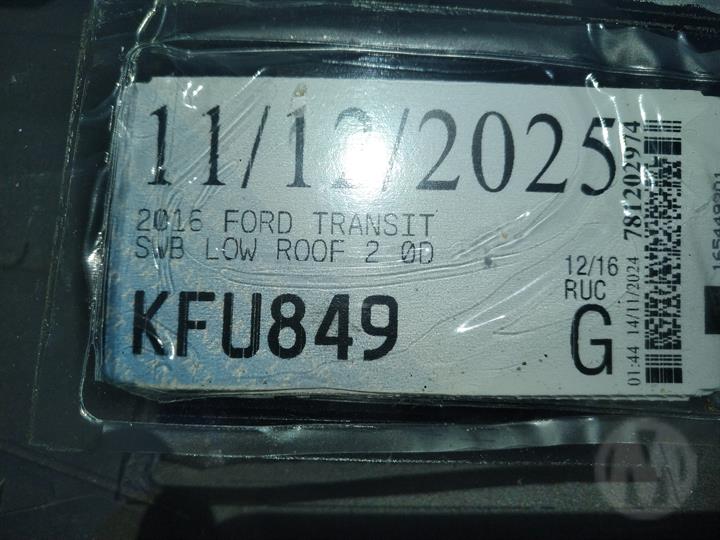 11/12/2025
2016 FORD TRANSIT
SWB LOW ROOF 2 0D
KFU849
12/16
RUC
G
01:44 14/11/2024 781202974